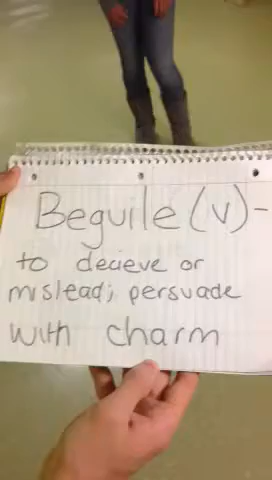 Beguile (v) -
to decieve or
mislead; persuade
with charm